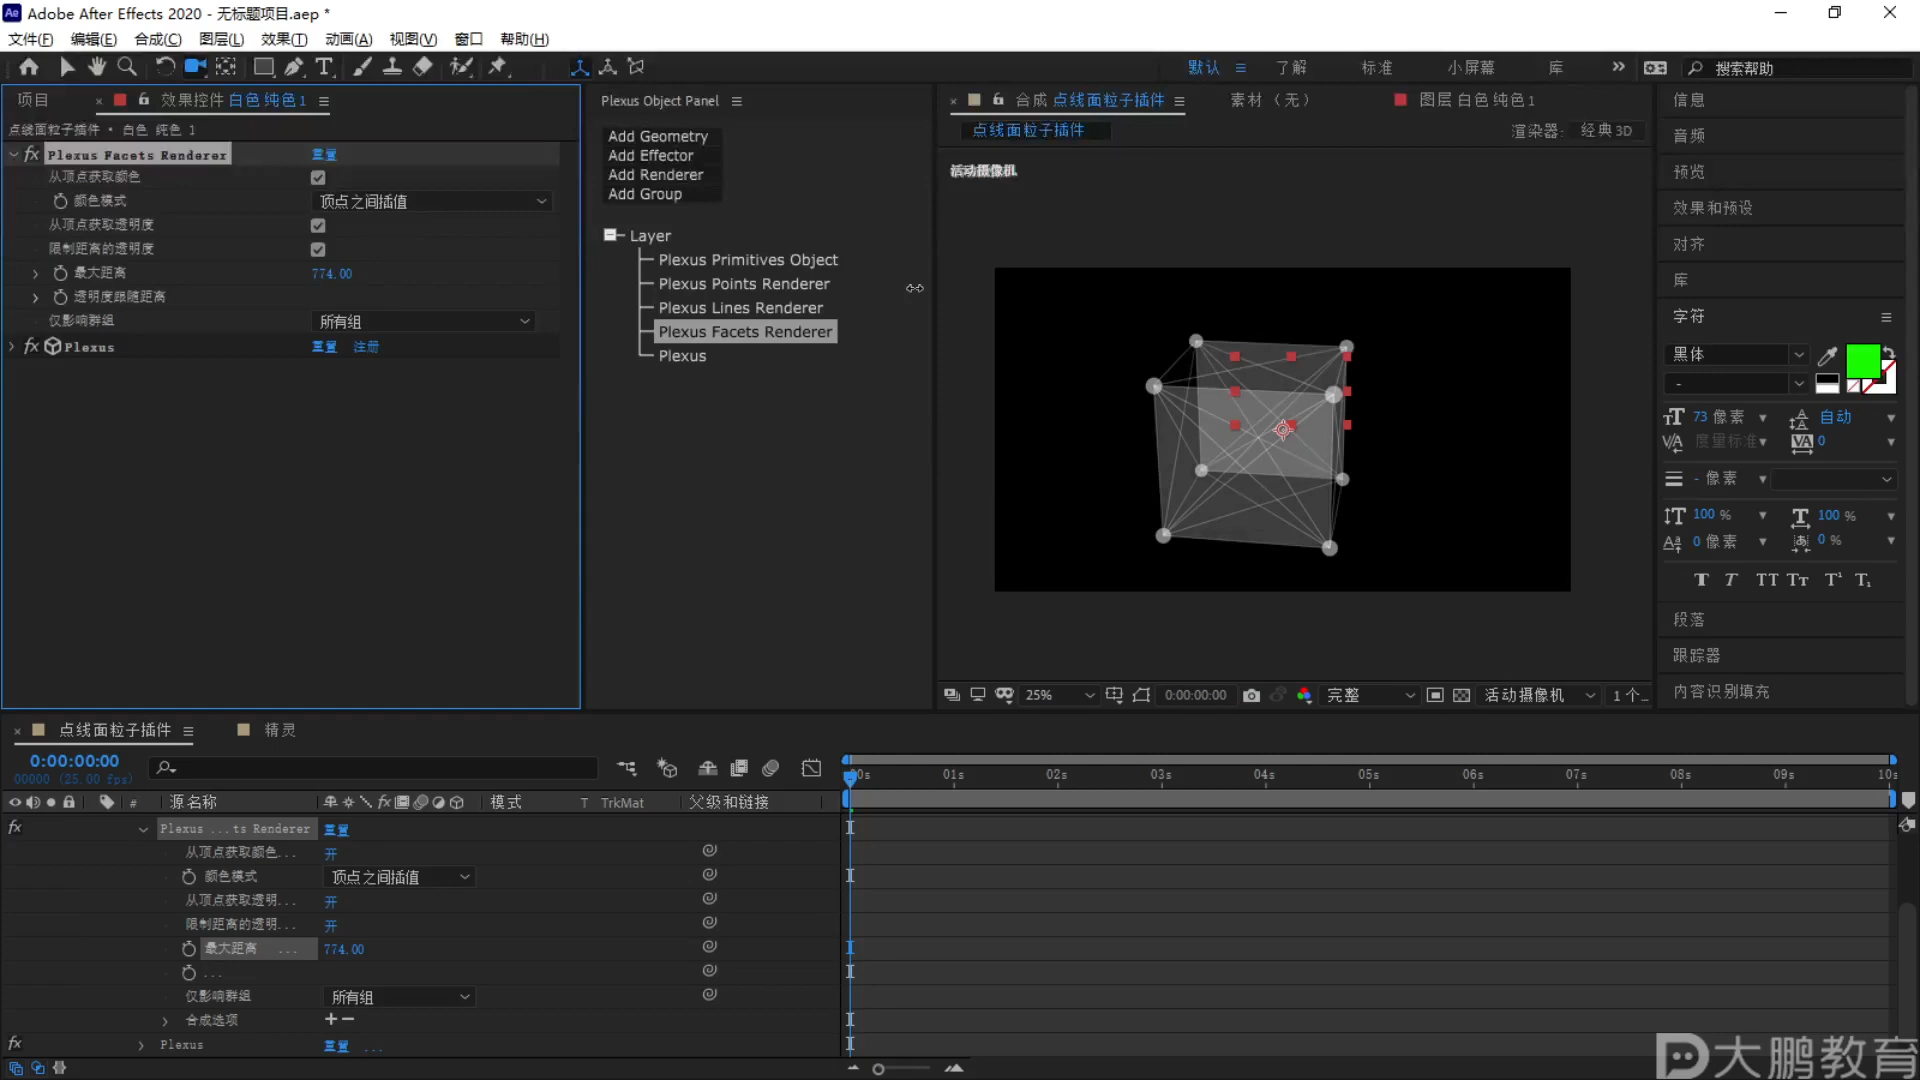 Adobe After Effects 2020 - 无标题项目.aep *
文件(F) 编辑(E) 合成(C) 图层(L) 效果(T) 动画(A) 视图(V) 窗口 帮助(H)
默认 了解 标准 小屏幕 库 搜索帮助
项目 效果控件 白色 纯色 1
点线面粒子插件 • 白色 纯色 1
fx Plexus Facets Renderer 重置
从顶点获取颜色
颜色模式 顶点之间插值
从顶点获取透明度
限制距离的透明度
最大距离 774.00
透明度跟随距离
仅影响群组 所有组
fx Plexus 重置 注册
Plexus Object Panel
Add Geometry
Add Effector
Add Renderer
Add Group
Layer
Plexus Primitives Object
Plexus Points Renderer
Plexus Lines Renderer
Plexus Facets Renderer
Plexus
合成 点线面粒子插件 素材（无） 图层 白色 纯色 1
点线面粒子插件 渲染器: 经典 3D
活动摄像机
25% 0:00:00:00 完整 活动摄像机 1 个...
信息
音频
预览
效果和预设
对齐
库
字符
黑体
-
73 像素 自动
度量标准 0
- 像素
100 % 100 %
0 像素 0 %
T T TT Tt T¹ T₁
段落
跟踪器
内容识别填充
点线面粒子插件 精灵
0:00:00:00
00000 (25.00 fps)
# 源名称 模式 T TrkMat 父级和链接
fx Plexus ...ts Renderer 重置
从顶点获取颜色... 开
颜色模式 顶点之间插值
从顶点获取透明... 开
限制距离的透明... 开
最大距离 ... 774.00
...
仅影响群组 所有组
合成选项 +−
fx Plexus 重置 ...
00s 01s 02s 03s 04s 05s 06s 07s 08s 09s 10s
大鹏教育